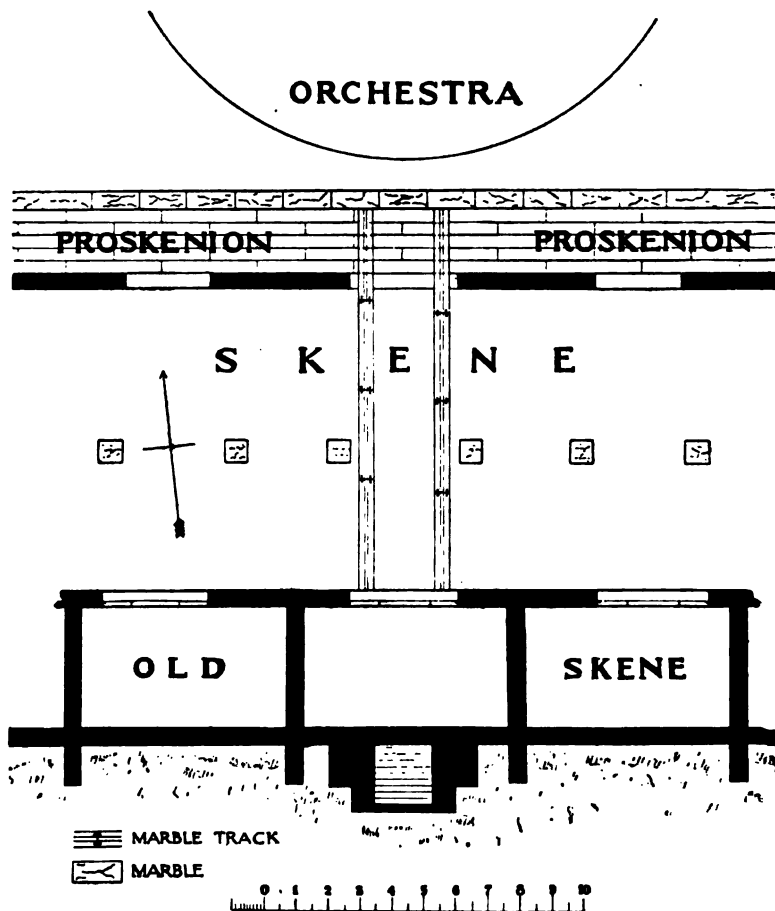 ORCHESTRA
PROSKENION PROSKENION
SKENE
OLD SKENE
MARBLE TRACK
MARBLE
0 1 2 3 4 5 6 7 8 9 10